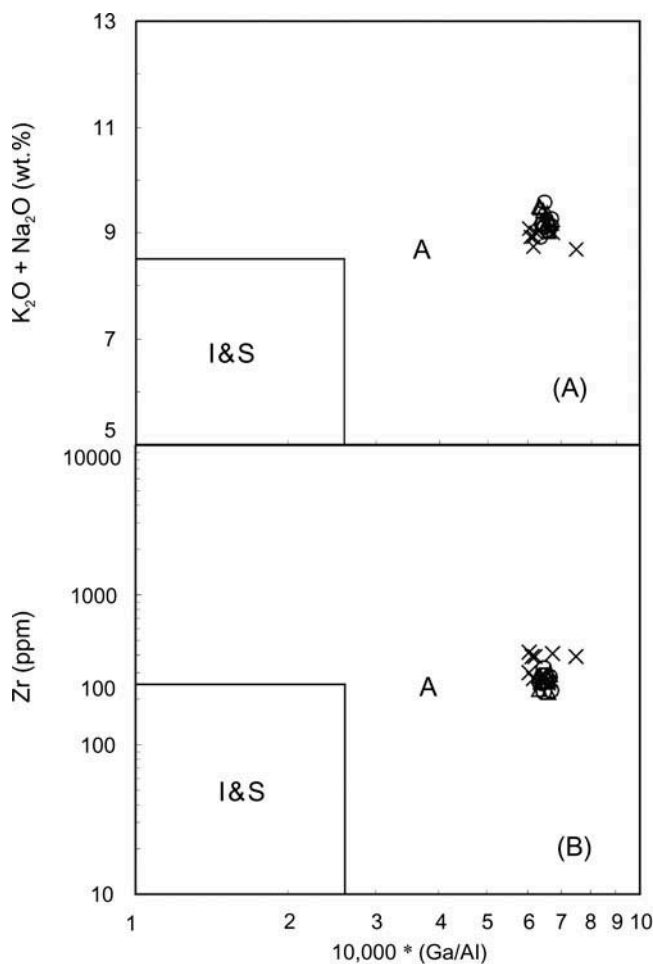 13
11
K₂O + Na₂O (wt.%)
9
A
7
I&S
(A)
5
10000
1000
Zr (ppm)
100
A
100
I&S
(B)
10
1 2 3 4 5 6 7 8 10
10,000 * (Ga/Al)